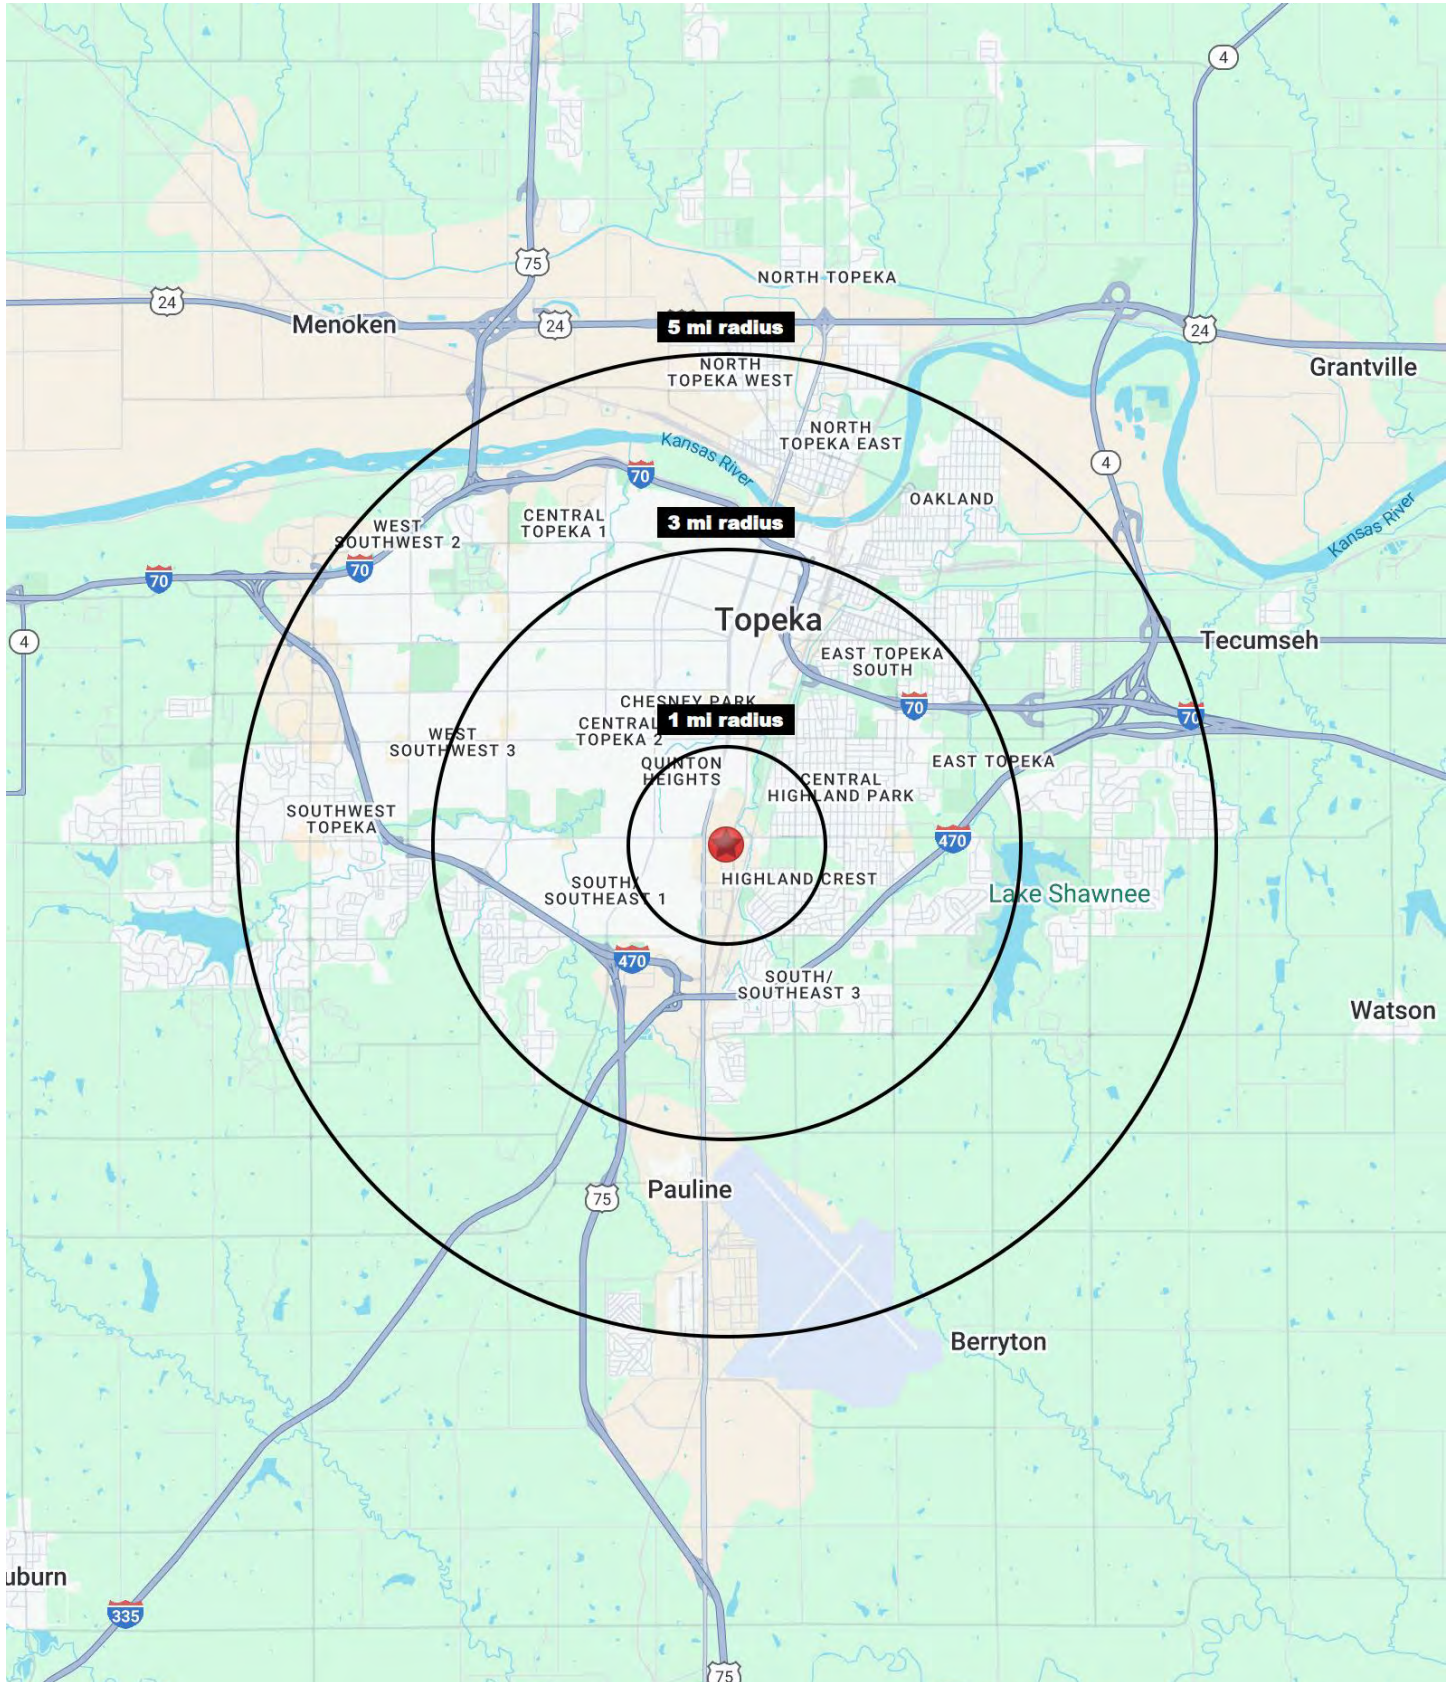 4
75
NORTH TOPEKA
24
Menoken
24
5 mi radius
24
Grantville
NORTH
TOPEKA WEST
NORTH
TOPEKA EAST
Kansas River
4
70
OAKLAND
Kansas River
3 mi radius
CENTRAL
TOPEKA 1
WEST
SOUTHWEST 2
70
70
Topeka
4
Tecumseh
EAST TOPEKA
SOUTH
CHESNEY PARK
70
70
1 mi radius
CENTRAL
TOPEKA 2
WEST
SOUTHWEST 3
QUINTON
HEIGHTS
EAST TOPEKA
CENTRAL
HIGHLAND PARK
SOUTHWEST
TOPEKA
470
HIGHLAND CREST
SOUTH/
SOUTHEAST 1
Lake Shawnee
470
SOUTH/
SOUTHEAST 3
Watson
Pauline
75
Berryton
uburn
335
75